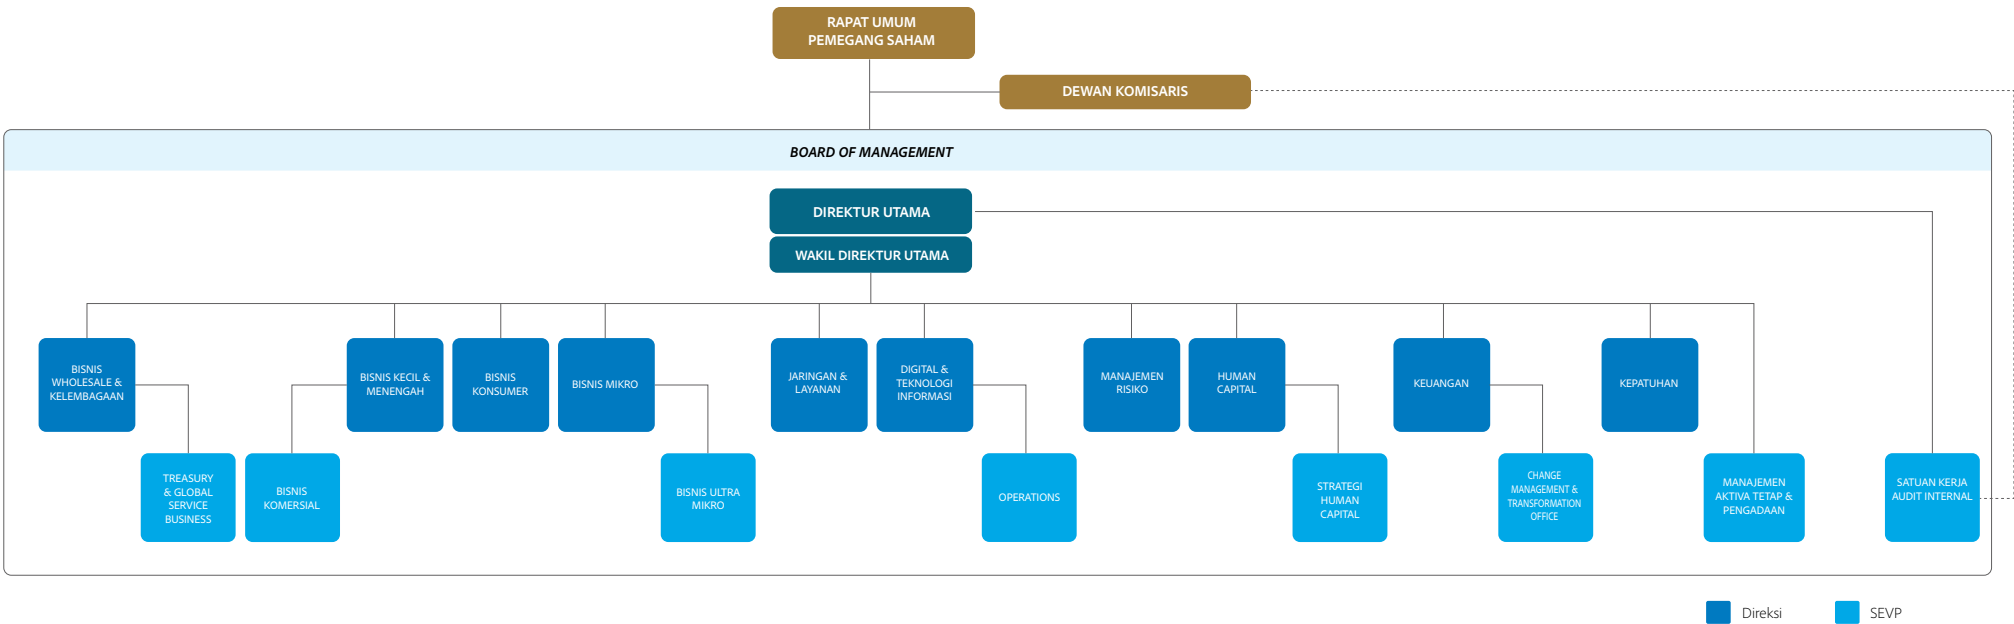 RAPAT UMUM
PEMEGANG SAHAM
DEWAN KOMISARIS
BOARD OF MANAGEMENT
DIREKTUR UTAMA
WAKIL DIREKTUR UTAMA
BISNIS
WHOLESALE &
KELEMBAGAAN
BISNIS KECIL &
MENENGAH
BISNIS
KONSUMER
BISNIS MIKRO
JARINGAN &
LAYANAN
DIGITAL &
TEKNOLOGI
INFORMASI
MANAJEMEN
RISIKO
HUMAN
CAPITAL
KEUANGAN
KEPATUHAN
TREASURY
& GLOBAL
SERVICE
BUSINESS
BISNIS
KOMERSIAL
BISNIS ULTRA
MIKRO
OPERATIONS
STRATEGI
HUMAN
CAPITAL
CHANGE
MANAGEMENT &
TRANSFORMATION
OFFICE
MANAJEMEN
AKTIVA TETAP &
PENGADAAN
SATUAN KERJA
AUDIT INTERNAL
Direksi
SEVP